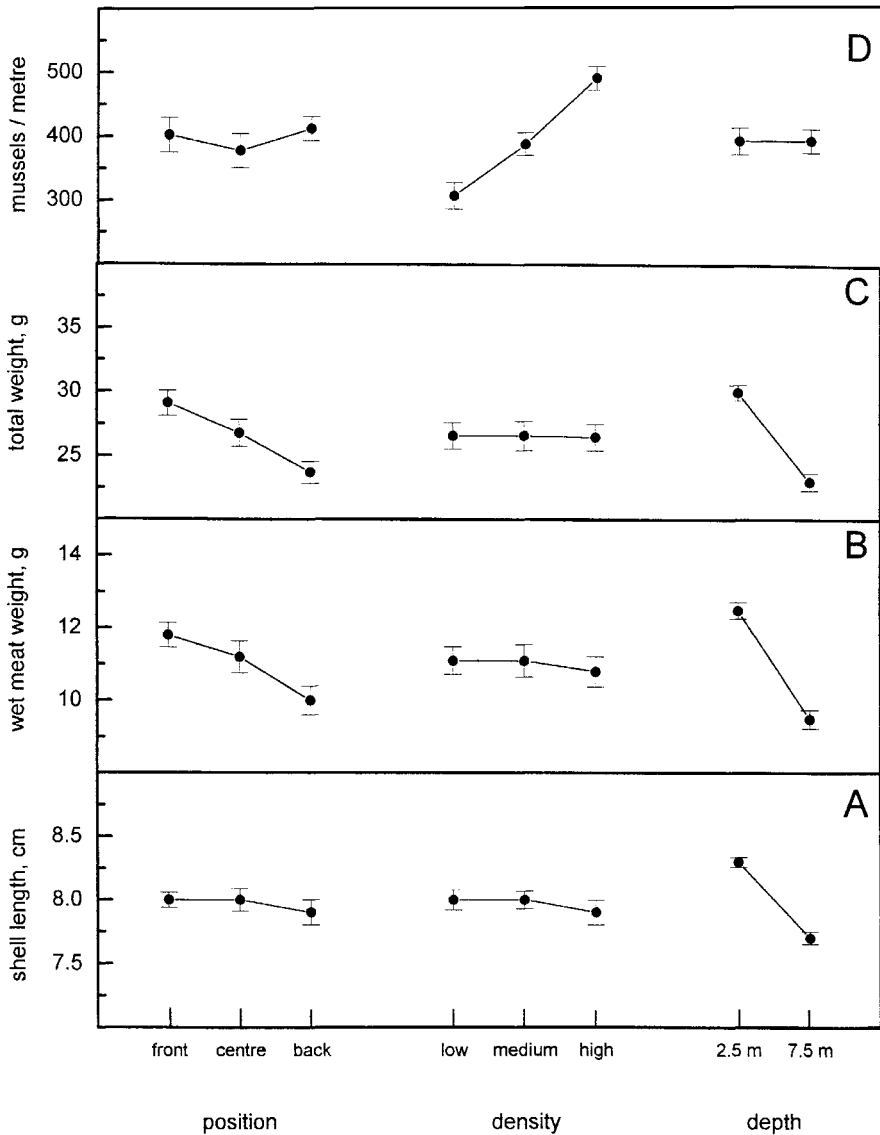 D
mussels / metre
500
400
300
C
total weight, g
35
30
25
B
wet meat weight, g
14
12
10
A
shell length, cm
8.5
8.0
7.5
front centre back low medium high 2.5 m 7.5 m
position density depth